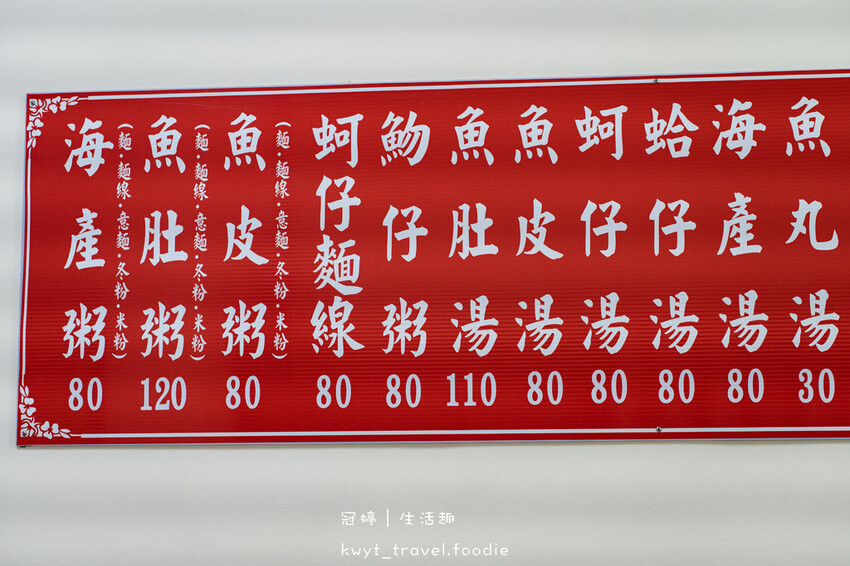 魚丸湯 30
海產湯 80
蛤仔湯 80
蚵仔湯 80
魚皮湯 80
魚肚湯 110
魩仔粥 80
蚵仔麵線 80
魚皮粥 80
(麵·麵線·意麵·冬粉·米粉)
魚肚粥 120
(麵·麵線·意麵·冬粉·米粉)
海產粥 80
(麵·麵線·意麵·冬粉·米粉)
冠婷｜生活趣
kwyt_travel.foodie